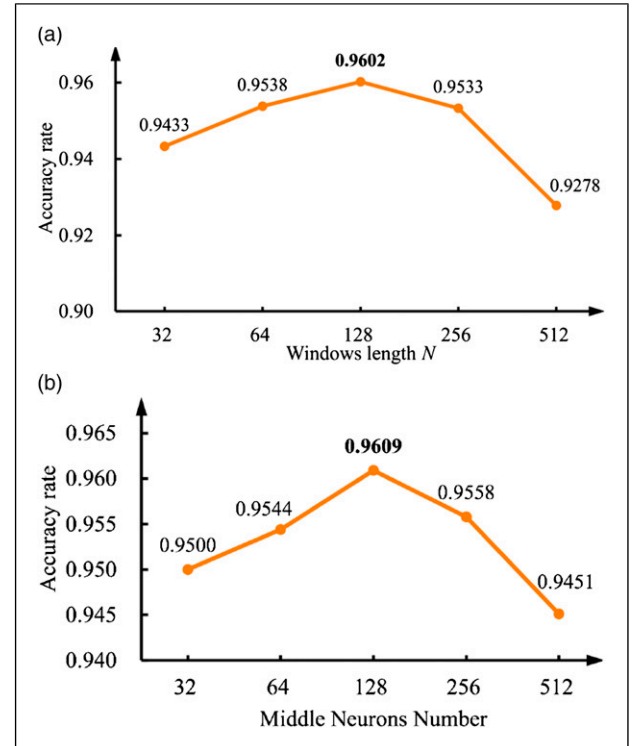 (a)
0.9602
0.9538
0.9533
0.9433
0.9278
0.96
0.94
0.92
0.90
Accuracy rate
32 64 128 256 512
Windows length N
(b)
0.9609
0.9558
0.9544
0.9500
0.9451
0.965
0.960
0.955
0.950
0.945
0.940
Accuracy rate
32 64 128 256 512
Middle Neurons Number